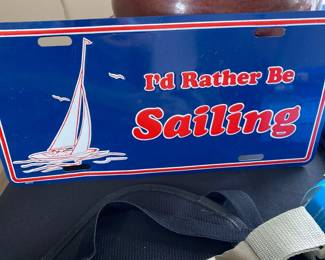 I'd Rather Be
Sailing